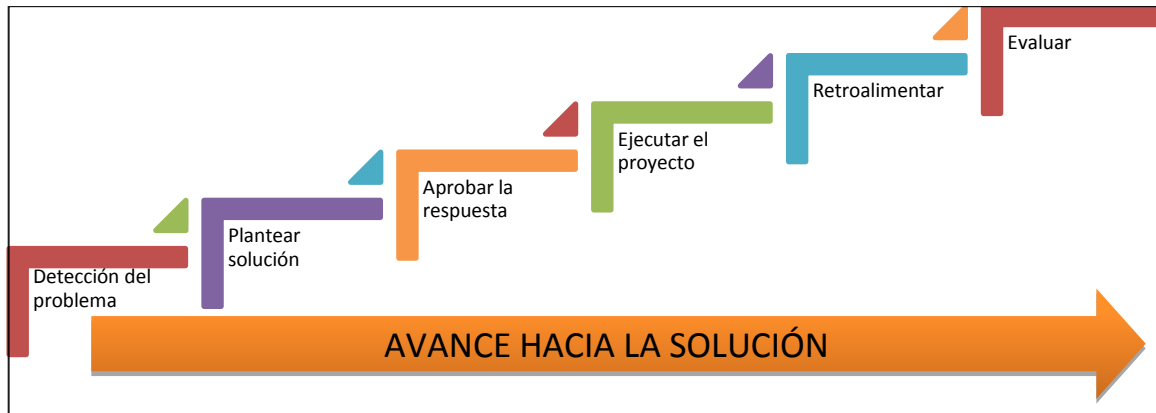 Detección del
problema
Plantear
solución
Aprobar la
respuesta
Ejecutar el
proyecto
Retroalimentar
Evaluar
AVANCE HACIA LA SOLUCIÓN